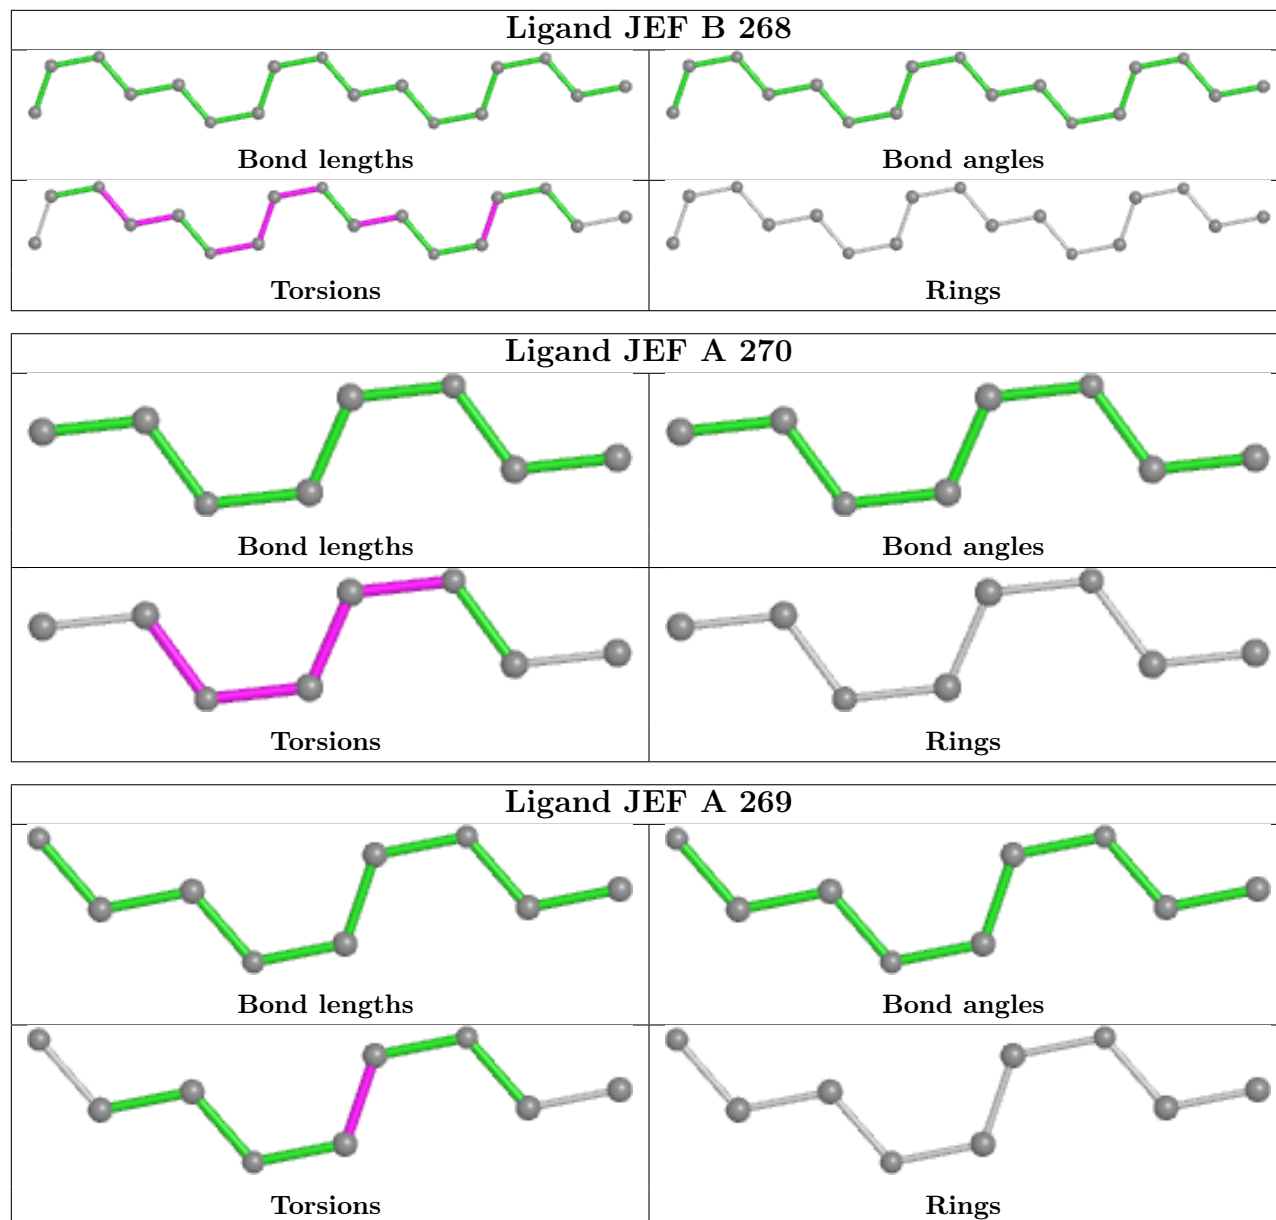 Ligand JEF B 268
Bond lengths
Bond angles
Torsions
Rings
Ligand JEF A 270
Bond lengths
Bond angles
Torsions
Rings
Ligand JEF A 269
Bond lengths
Bond angles
Torsions
Rings